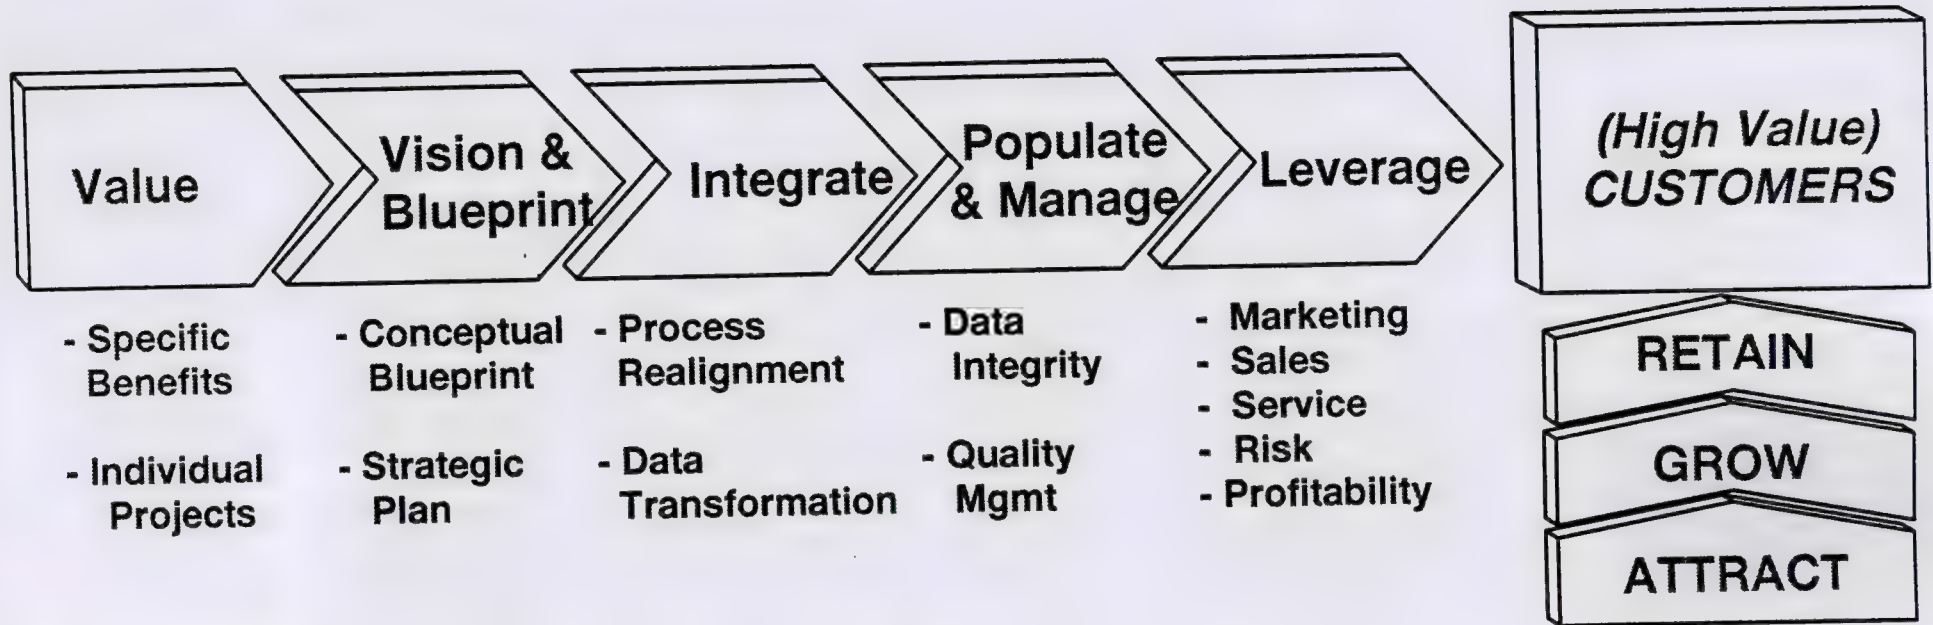 Value
- Specific
Benefits
- Individual
Projects
Vision &
Blueprint
- Conceptual
Blueprint
- Strategic
Plan
Integrate
- Process
Realignment
- Data
Transformation
Populate
& Manage
- Data
Integrity
- Quality
Mgmt
Leverage
- Marketing
- Sales
- Service
- Risk
- Profitability
(High Value)
CUSTOMERS
RETAIN
GROW
ATTRACT